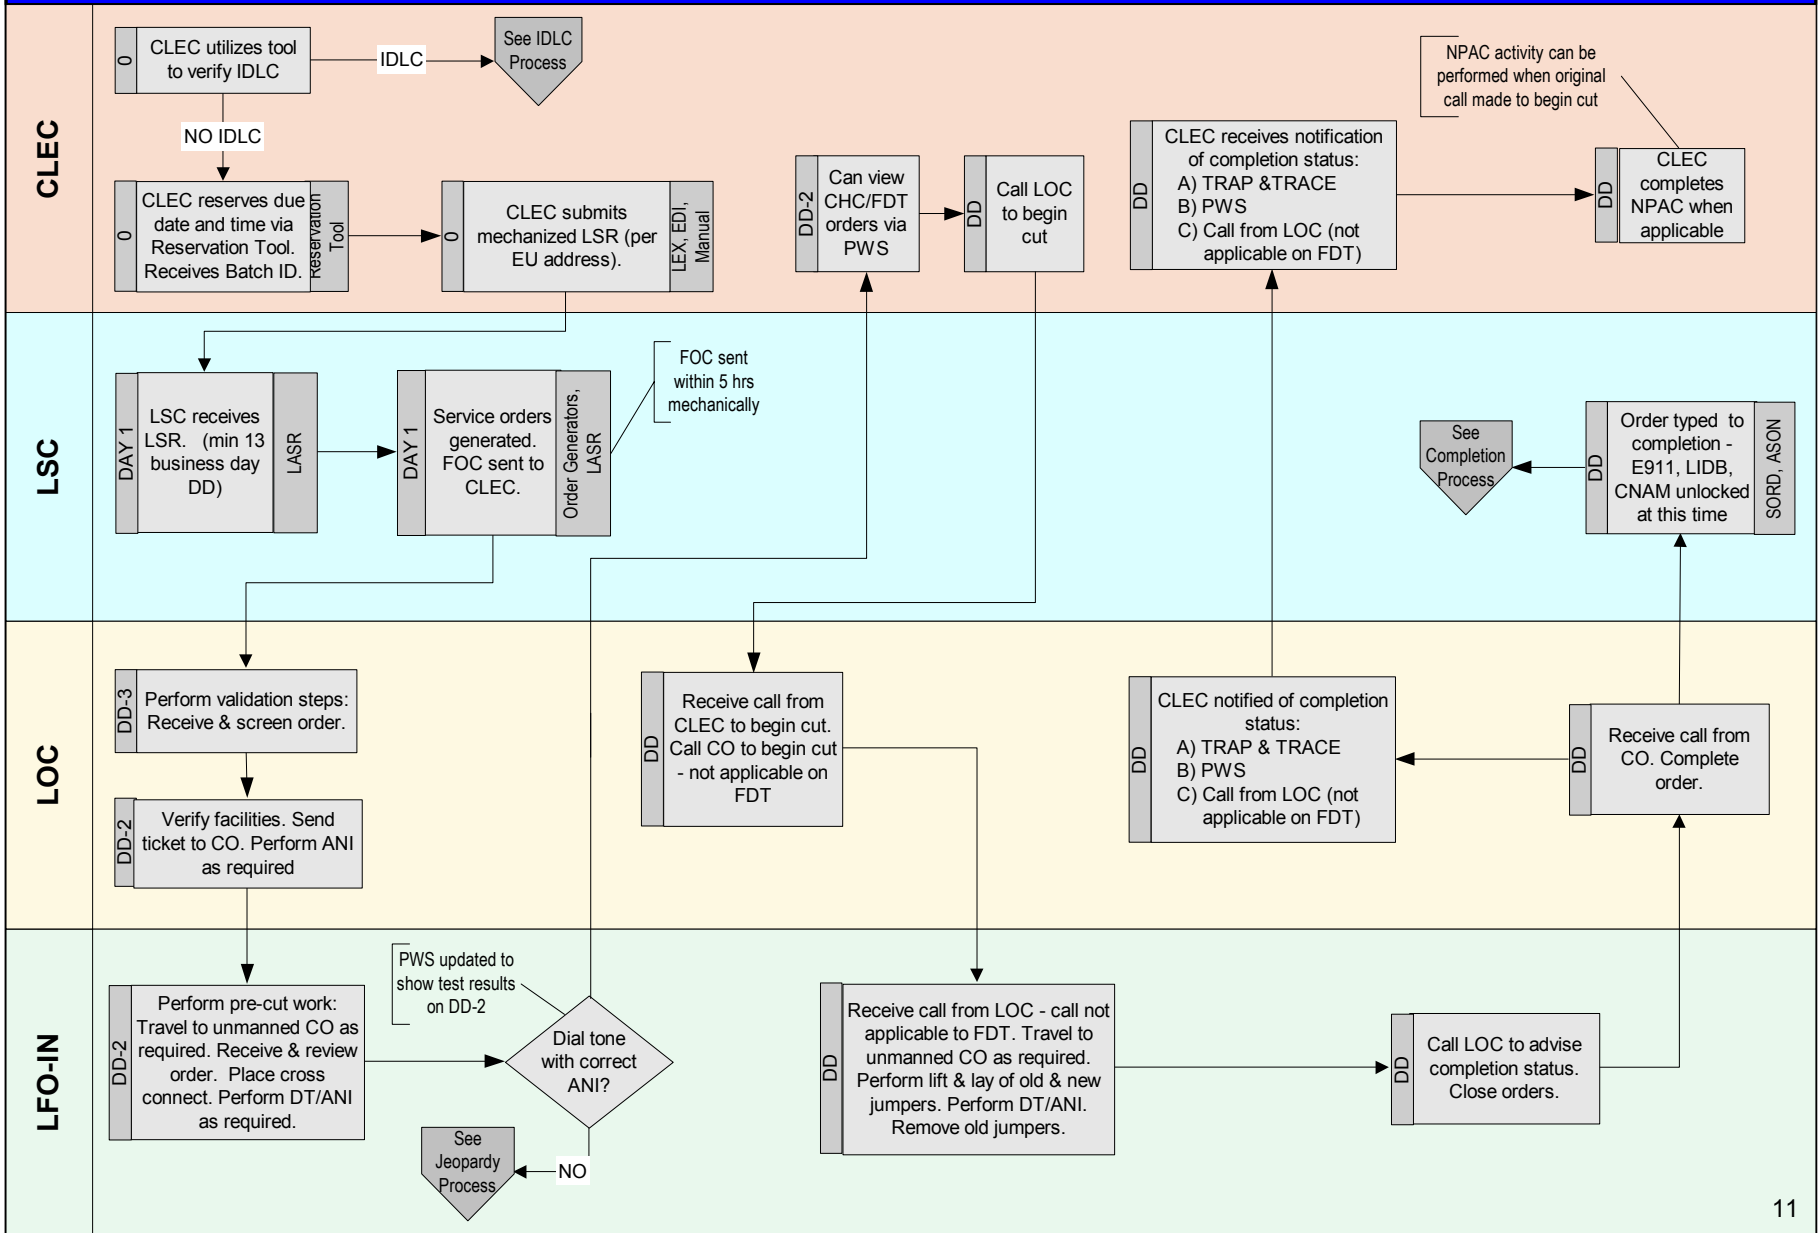 CLEC
0
CLEC utilizes tool
to verify IDLC
IDLC
See IDLC
Process
NO IDLC
0
CLEC reserves due
date and time via
Reservation Tool.
Receives Batch ID.
Reservation
Tool
0
CLEC submits
mechanized LSR (per
EU address).
LEX, EDI,
Manual
DD-2
Can view
CHC/FDT
orders via
PWS
DD
Call LOC
to begin
cut
DD
CLEC receives notification
of completion status:
A) TRAP &TRACE
B) PWS
C) Call from LOC (not
applicable on FDT)
NPAC activity can be
performed when original
call made to begin cut
DD
CLEC
completes
NPAC when
applicable
LSC
DAY 1
LSC receives
LSR. (min 13
business day
DD)
LASR
DAY 1
Service orders
generated.
FOC sent to
CLEC.
Order Generators,
LASR
FOC sent
within 5 hrs
mechanically
See
Completion
Process
DD
Order typed to
completion -
E911, LIDB,
CNAM unlocked
at this time
SORD, ASON
LOC
DD-3
Perform validation steps:
Receive & screen order.
DD-2
Verify facilities. Send
ticket to CO. Perform ANI
as required
DD
Receive call from
CLEC to begin cut.
Call CO to begin cut
- not applicable on
FDT
DD
CLEC notified of completion
status:
A) TRAP & TRACE
B) PWS
C) Call from LOC (not
applicable on FDT)
DD
Receive call from
CO. Complete
order.
LFO-IN
DD-2
Perform pre-cut work:
Travel to unmanned CO as
required. Receive & review
order. Place cross
connect. Perform DT/ANI
as required.
PWS updated to
show test results
on DD-2
Dial tone
with correct
ANI?
NO
See
Jeopardy
Process
DD
Receive call from LOC - call not
applicable to FDT. Travel to
unmanned CO as required.
Perform lift & lay of old & new
jumpers. Perform DT/ANI.
Remove old jumpers.
DD
Call LOC to advise
completion status.
Close orders.
11